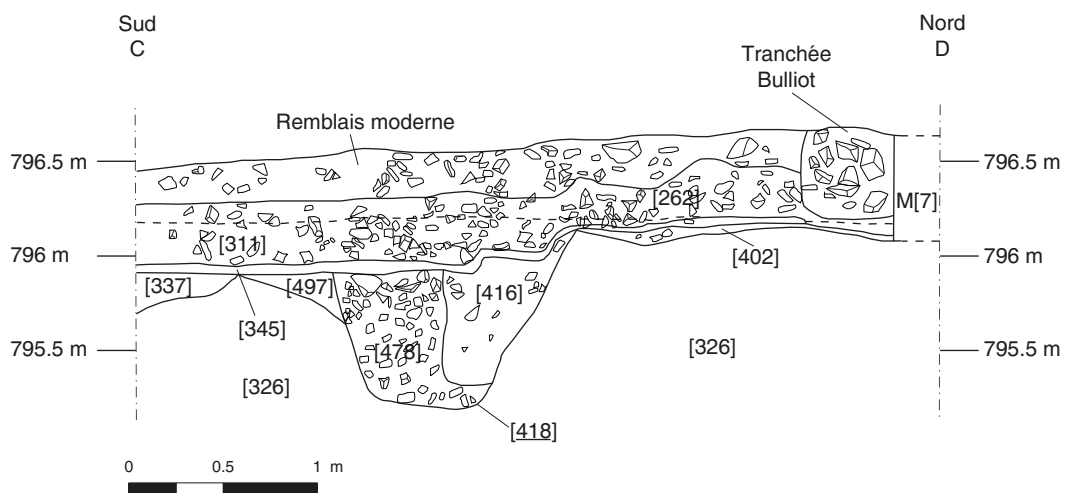 Sud
C
Nord
D
Tranchée
Bulliot
Remblais moderne
796.5 m
796.5 m
[262]
M[7]
[311]
796 m
796 m
[402]
[337]
[497]
[416]
[345]
795.5 m
[478]
[326]
795.5 m
[326]
[418]
0
0.5
1 m